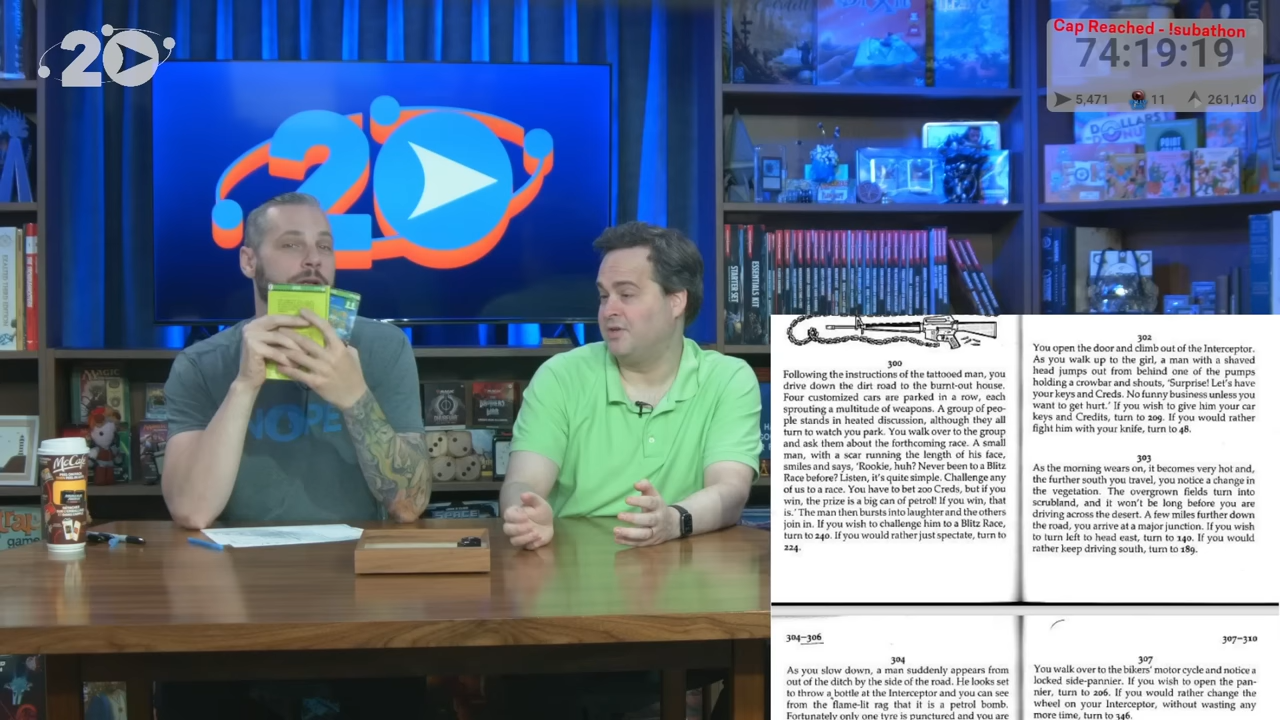 20
Cap Reached - !subathon
74:19:19
5,471
11
261,140
20
STARTER SET
ESSENTIALS KIT
DOLLARS
NOPE
McCafé
MAGIC
game
300
Following the instructions of the tattooed man, you
drive down the dirt road to the burnt-out house.
Four customized cars are parked in a row, each
sprouting a multitude of weapons. A group of peo-
ple stands in heated discussion, although they all
turn to watch you park. You walk over to the group
and ask them about the forthcoming race. A small
man, with a scar running the length of his face,
smiles and says, 'Rookie, huh? Never been to a Blitz
Race before? Listen, it's quite simple. Challenge any
of us to a race. You have to bet 200 Creds, but if you
win, the prize is a big can of petrol! If you win, that
is.' The man then bursts into laughter and the others
join in. If you wish to challenge him to a Blitz Race,
turn to 240. If you would rather just spectate, turn to
224.
302
You open the door and climb out of the Interceptor.
As you walk up to the girl, a man with a shaved
head jumps out from behind one of the pumps
holding a crowbar and shouts, 'Surprise! Let's have
your keys and Creds. No funny business unless you
want to get hurt.' If you wish to give him your car
keys and Credits, turn to 209. If you would rather
fight him with your knife, turn to 48.
303
As the morning wears on, it becomes very hot and,
the further south you travel, you notice a change in
the vegetation. The overgrown fields turn into
scrubland, and it won't be long before you are
driving across the desert. A few miles further down
the road, you arrive at a major junction. If you wish
to turn left to head east, turn to 140. If you would
rather keep driving south, turn to 189.
304–306
304
As you slow down, a man suddenly appears from
out of the ditch by the side of the road. He looks set
to throw a bottle at the Interceptor and you can see
from the flame-lit rag that it is a petrol bomb.
Fortunately only one tyre is punctured and you are
307–310
307
You walk over to the bikers' motor cycle and notice a
locked side-pannier. If you wish to open the pan-
nier, turn to 206. If you would rather change the
wheel on your Interceptor, without wasting any
more time, turn to 346.